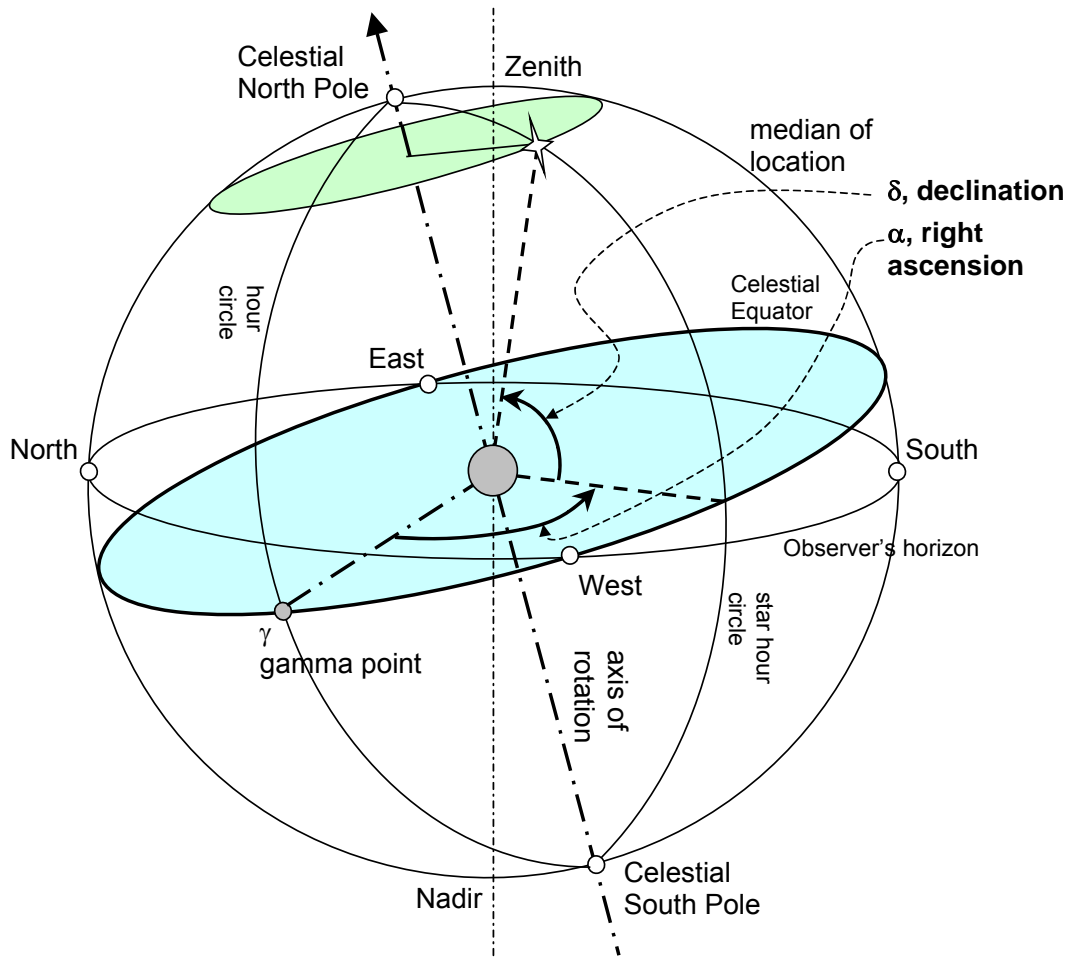 Celestial
North Pole
Zenith
median of
location
δ, declination
α, right
ascension
hour
circle
Celestial
Equator
East
North
South
Observer's horizon
West
γ
gamma point
star hour
circle
axis of
rotation
Nadir
Celestial
South Pole